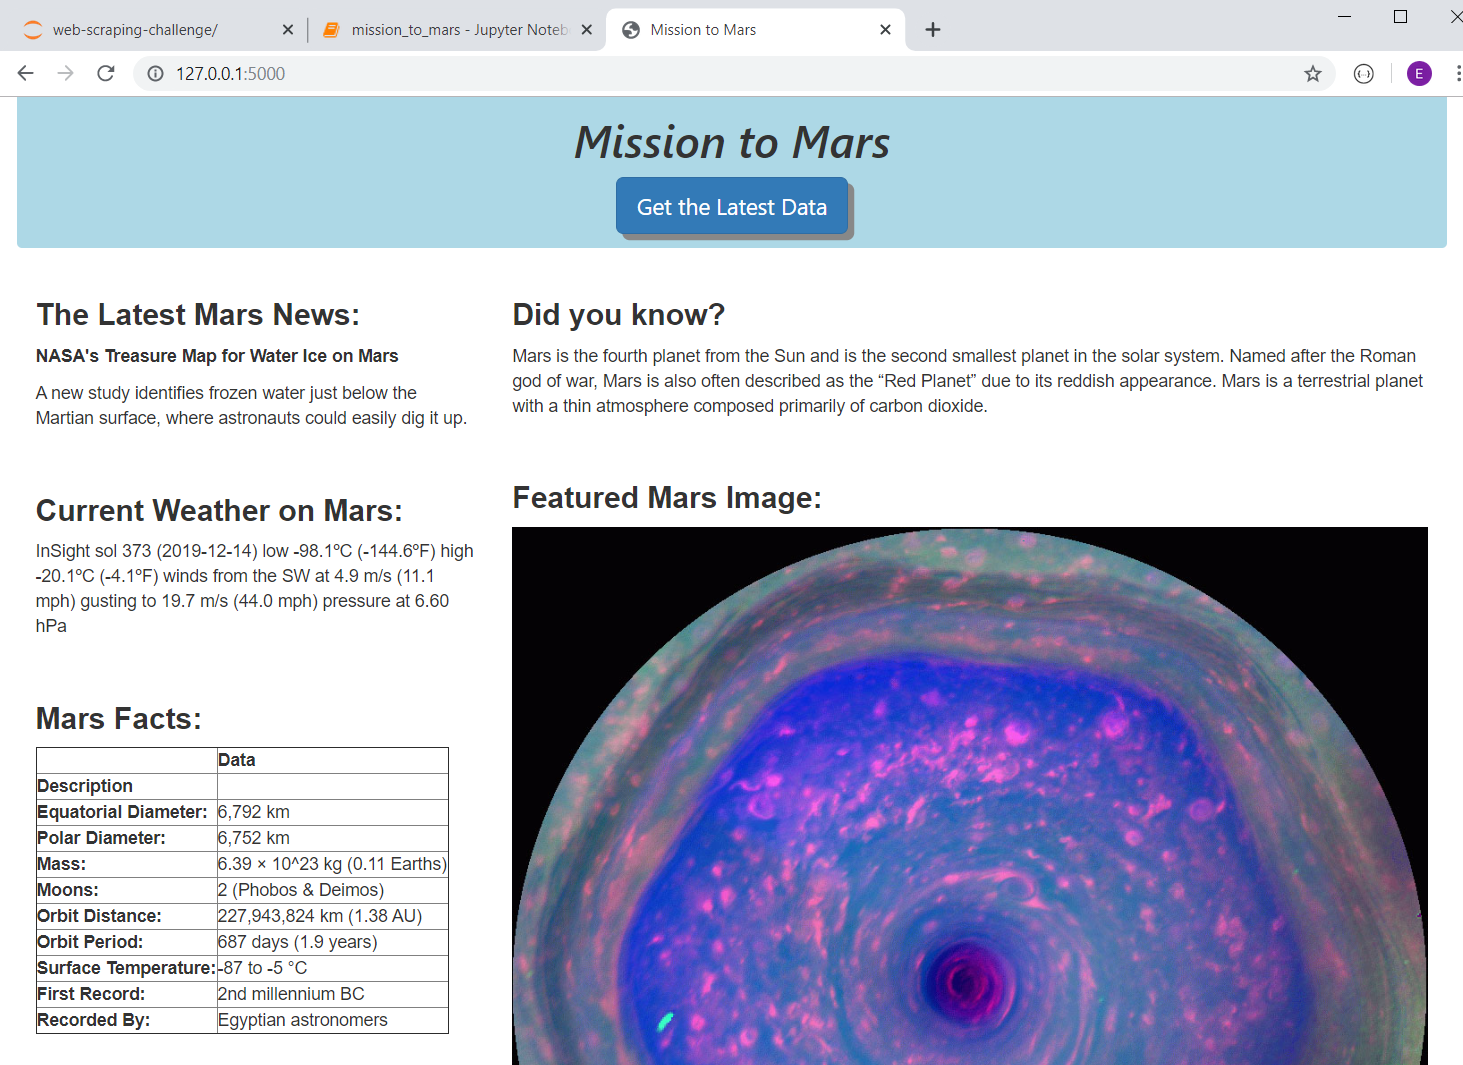 web-scraping-challenge/
mission_to_mars - Jupyter Noteb
Mission to Mars
127.0.0.1:5000
E
Mission to Mars
Get the Latest Data
The Latest Mars News:
NASA's Treasure Map for Water Ice on Mars
A new study identifies frozen water just below the
Martian surface, where astronauts could easily dig it up.
Current Weather on Mars:
InSight sol 373 (2019-12-14) low -98.1ºC (-144.6ºF) high
-20.1ºC (-4.1ºF) winds from the SW at 4.9 m/s (11.1
mph) gusting to 19.7 m/s (44.0 mph) pressure at 6.60
hPa
Mars Facts:
Data
Description
Equatorial Diameter: 6,792 km
Polar Diameter: 6,752 km
Mass: 6.39 × 10^23 kg (0.11 Earths)
Moons: 2 (Phobos & Deimos)
Orbit Distance: 227,943,824 km (1.38 AU)
Orbit Period: 687 days (1.9 years)
Surface Temperature: -87 to -5 °C
First Record: 2nd millennium BC
Recorded By: Egyptian astronomers
Did you know?
Mars is the fourth planet from the Sun and is the second smallest planet in the solar system. Named after the Roman
god of war, Mars is also often described as the “Red Planet” due to its reddish appearance. Mars is a terrestrial planet
with a thin atmosphere composed primarily of carbon dioxide.
Featured Mars Image: